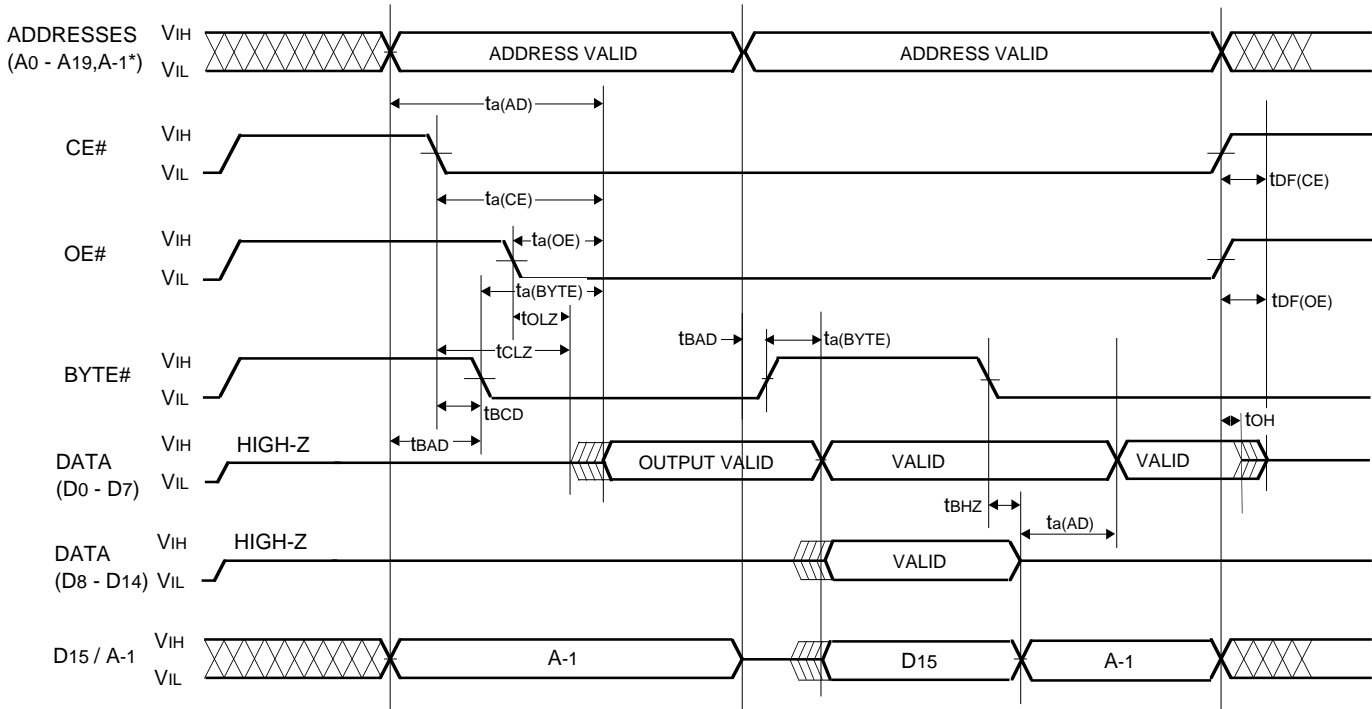 ADDRESSES
(A0 - A19,A-1*)
VIH
VIL
ADDRESS VALID
ADDRESS VALID
ta(AD)
CE#
VIH
VIL
tDF(CE)
ta(CE)
OE#
VIH
VIL
ta(OE)
ta(BYTE)
tDF(OE)
tOLZ
tBAD
ta(BYTE)
tCLZ
BYTE#
VIH
VIL
tBCD
tBAD
tOH
DATA
(D0 - D7)
VIH
VIL
HIGH-Z
OUTPUT VALID
VALID
VALID
tBHZ
ta(AD)
DATA
(D8 - D14)
VIH
VIL
HIGH-Z
VALID
D15 / A-1
VIH
VIL
A-1
D15
A-1